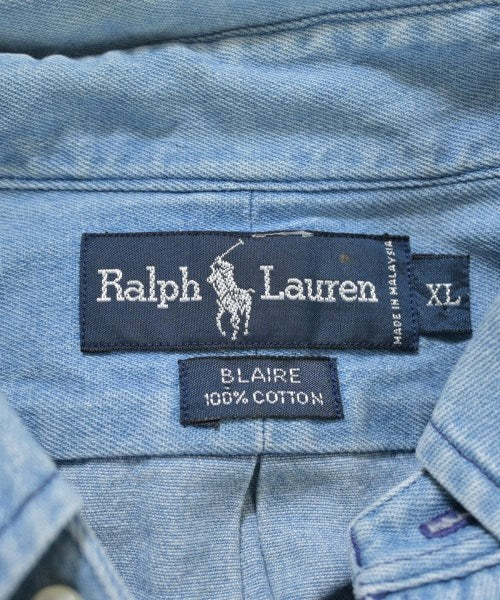 Ralph Lauren
MADE IN MALAYSIA
XL
BLAIRE
100% COTTON